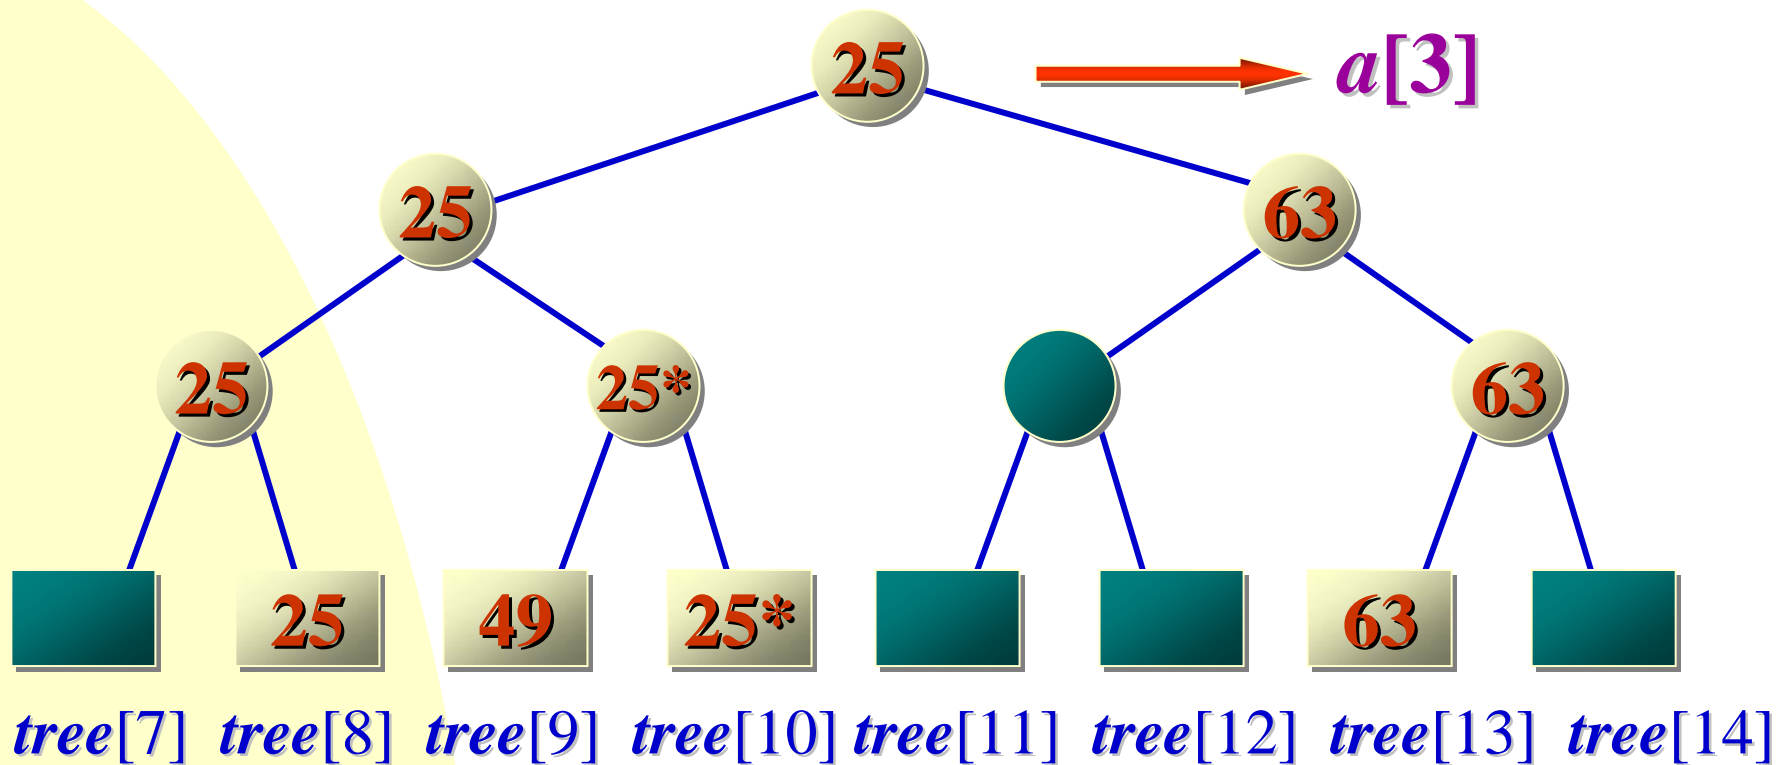 25 a[3]
25 63
25 25* 63
25 49 25* 63
tree[7] tree[8] tree[9] tree[10] tree[11] tree[12] tree[13] tree[14]